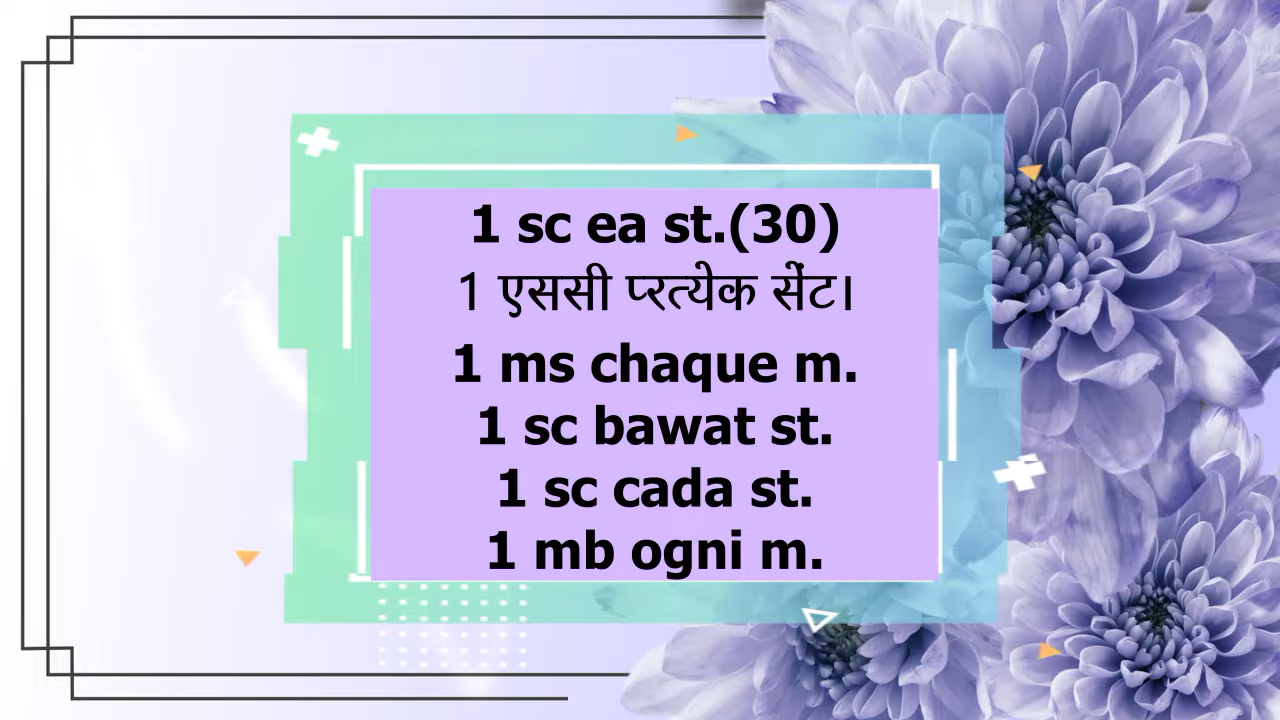 1 sc ea st.(30)
1 एससी प्रत्येक सेंट।
1 ms chaque m.
1 sc bawat st.
1 sc cada st.
1 mb ogni m.